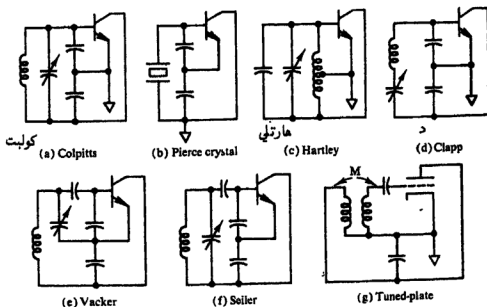 كولبت
(a) Colpitts
(b) Pierce crystal
هارتلي
(c) Hartley
د
(d) Clapp
(e) Vacker
(f) Seiler
M
(g) Tuned-plate